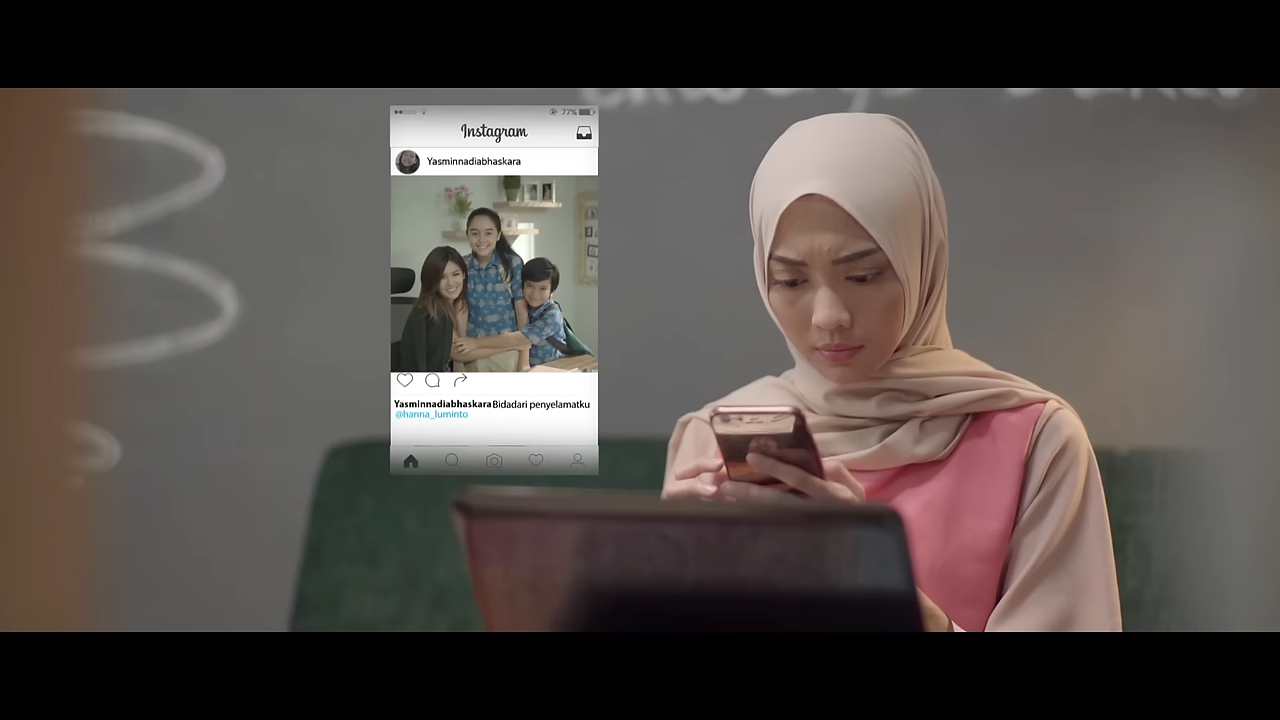 77%
Instagram
Yasminnadiabhaskara
YasmInnadiabhaskara Bidadari penyelamatku
@hanna_luminto